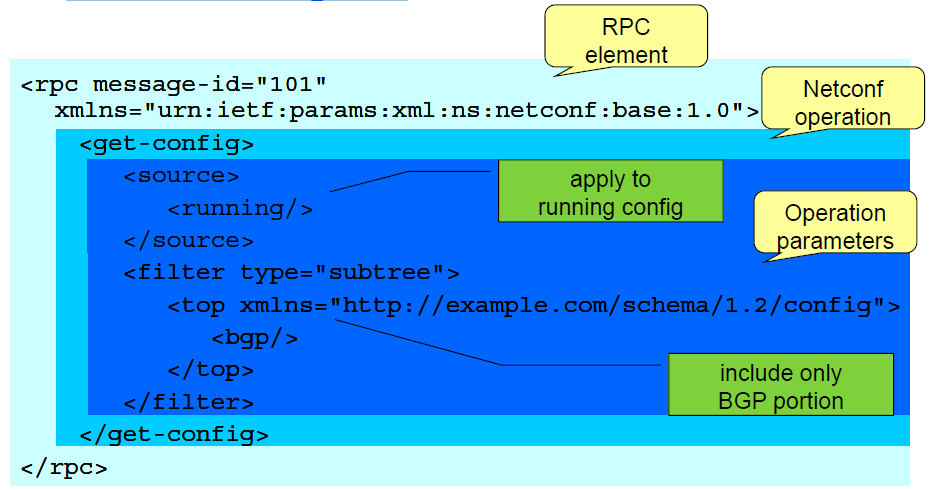 RPC
element
<rpc message-id="101"
xmlns="urn:ietf:params:xml:ns:netconf:base:1.0">
Netconf
operation
<get-config>
<source>
apply to
running config
<running/>
Operation
parameters
</source>
<filter type="subtree">
<top xmlns="http://example.com/schema/1.2/config">
<bgp/>
</top>
include only
BGP portion
</filter>
</get-config>
</rpc>